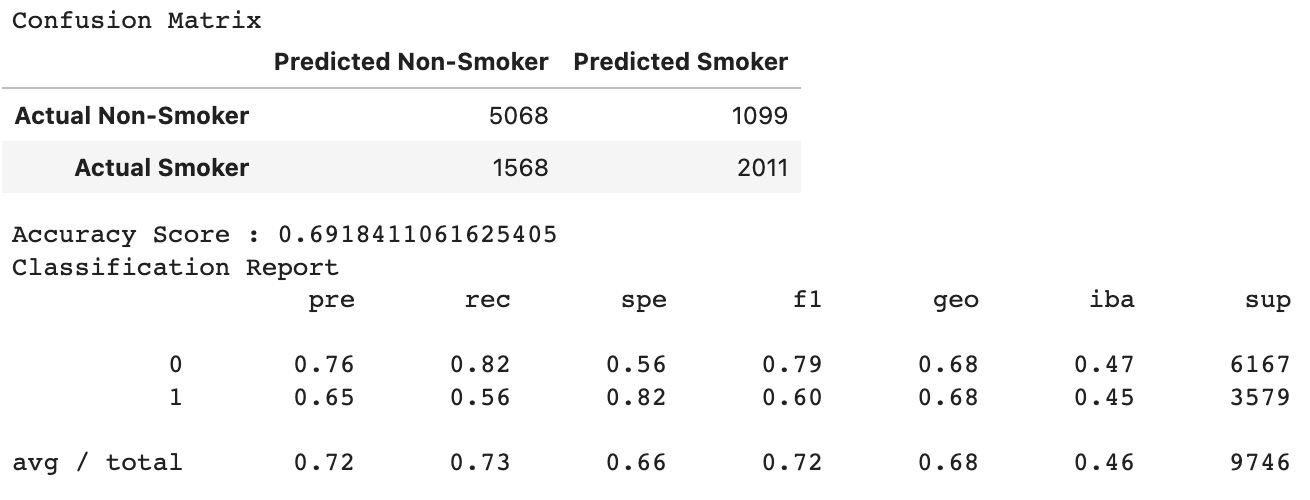 Confusion Matrix
Predicted Non-Smoker Predicted Smoker
Actual Non-Smoker 5068 1099
Actual Smoker 1568 2011
Accuracy Score : 0.6918411061625405
Classification Report
pre rec spe f1 geo iba sup
0 0.76 0.82 0.56 0.79 0.68 0.47 6167
1 0.65 0.56 0.82 0.60 0.68 0.45 3579
avg / total 0.72 0.73 0.66 0.72 0.68 0.46 9746